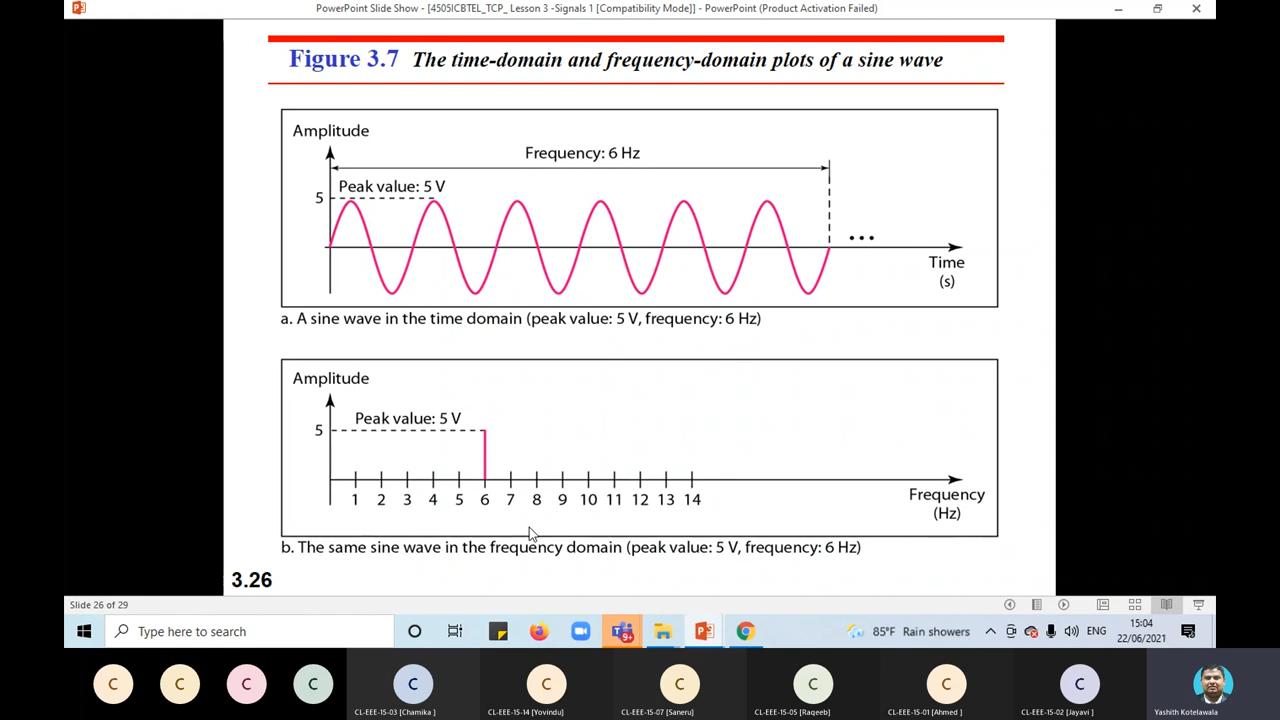 PowerPoint Slide Show - [4505ICBTEL_TCP_ Lesson 3 -Signals 1 [Compatibility Mode]] - PowerPoint (Product Activation Failed)
Figure 3.7 The time-domain and frequency-domain plots of a sine wave
Amplitude
Frequency: 6 Hz
Peak value: 5 V
5
...
Time
(s)
a. A sine wave in the time domain (peak value: 5 V, frequency: 6 Hz)
Amplitude
Peak value: 5 V
5
1 2 3 4 5 6 7 8 9 10 11 12 13 14
Frequency
(Hz)
b. The same sine wave in the frequency domain (peak value: 5 V, frequency: 6 Hz)
3.26
Slide 26 of 29
Type here to search
9+
85°F Rain showers
ENG
15:04
22/06/2021
C C C C C C C C C C
CL-EEE-15-03 [Chamika ] CL-EEE-15-14 [Yovindu] CL-EEE-15-07 [Saneru] CL-EEE-15-05 [Raqeeb] CL-EEE-15-01 [Ahmed ] CL-EEE-15-02 [Jayavi ] Yashith Kotelawala